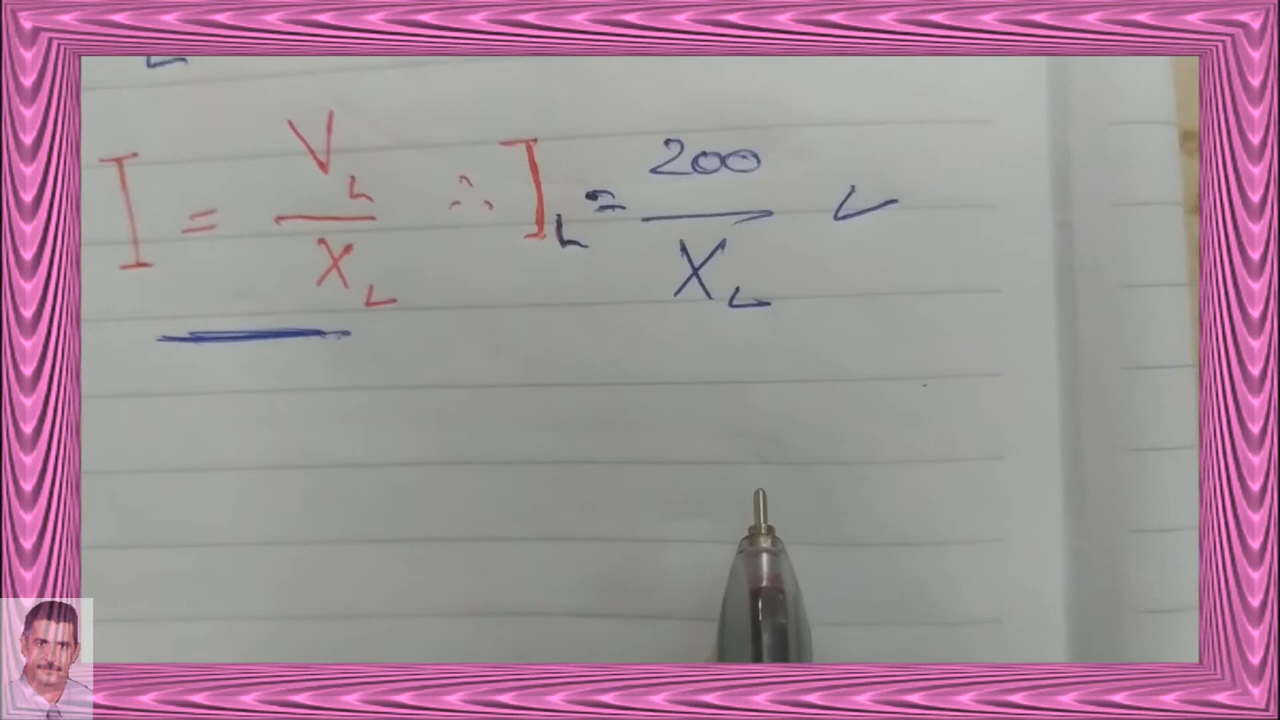 I = V_L / X_L ∴ I_L = 200 / X_L ✓